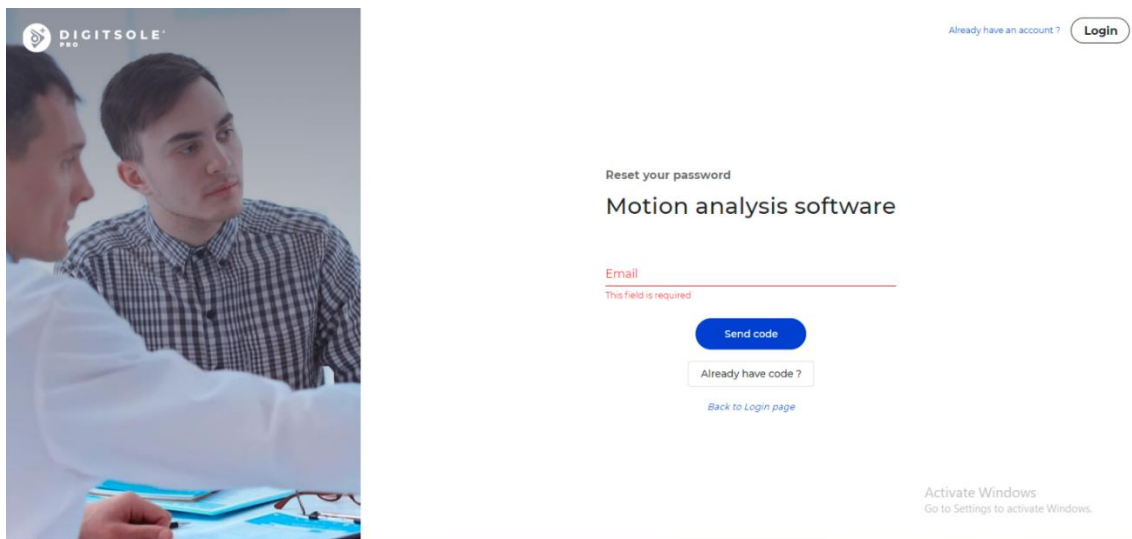 DIGITSOLE
PRO
Already have an account ?
Login
Reset your password
Motion analysis software
Email
This field is required
Send code
Already have code ?
Back to Login page
Activate Windows
Go to Settings to activate Windows.